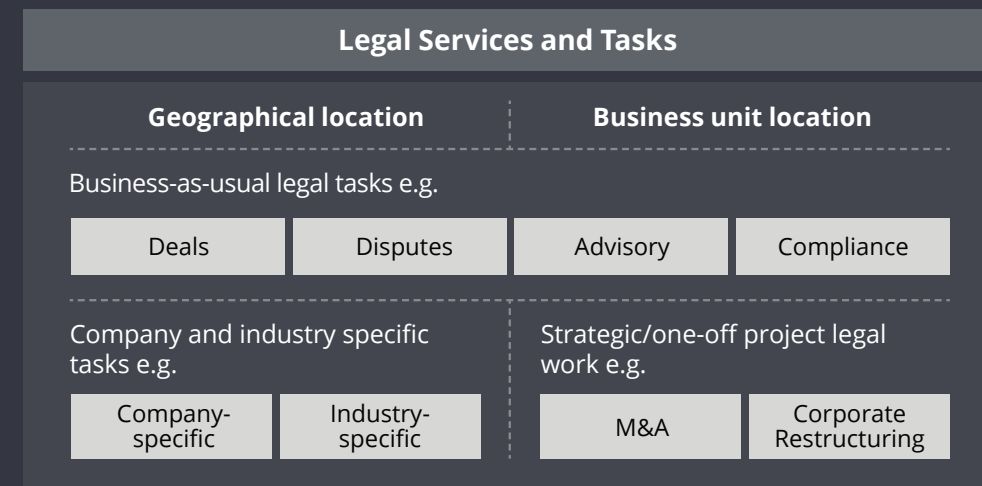 Legal Services and Tasks
Geographical location
Business unit location
Business-as-usual legal tasks e.g.
Deals
Disputes
Advisory
Compliance
Company and industry specific
tasks e.g.
Company-
specific
Industry-
specific
Strategic/one-off project legal
work e.g.
M&A
Corporate
Restructuring